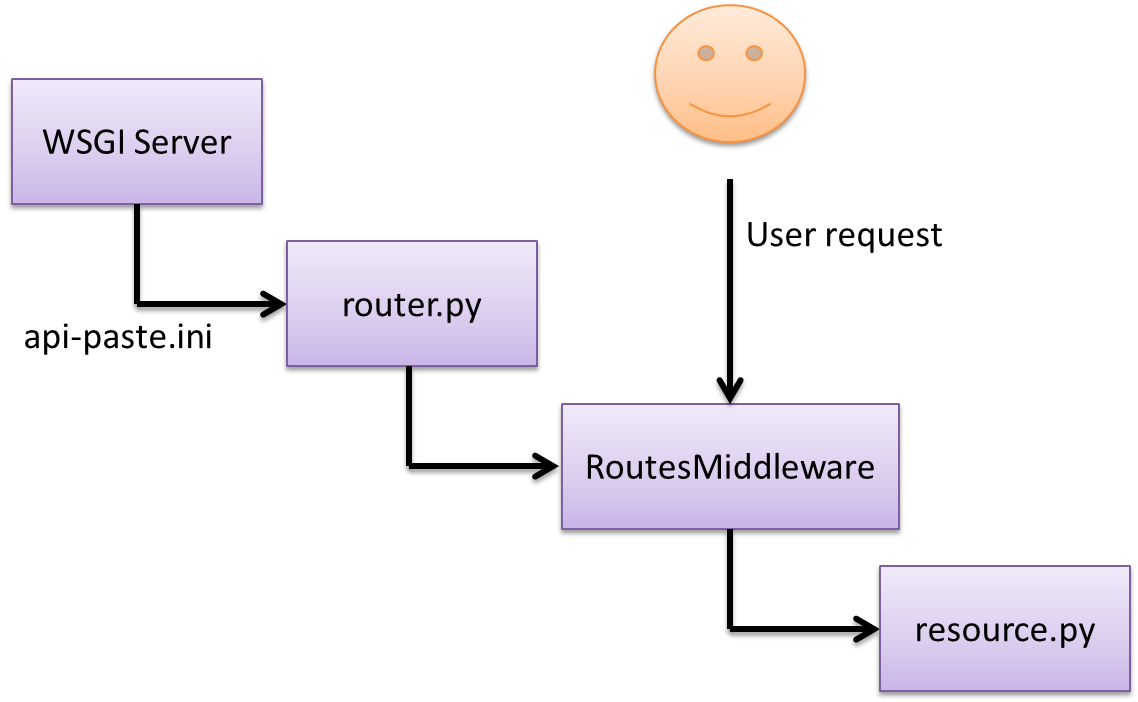 WSGI Server
User request
router.py
api-paste.ini
RoutesMiddleware
resource.py